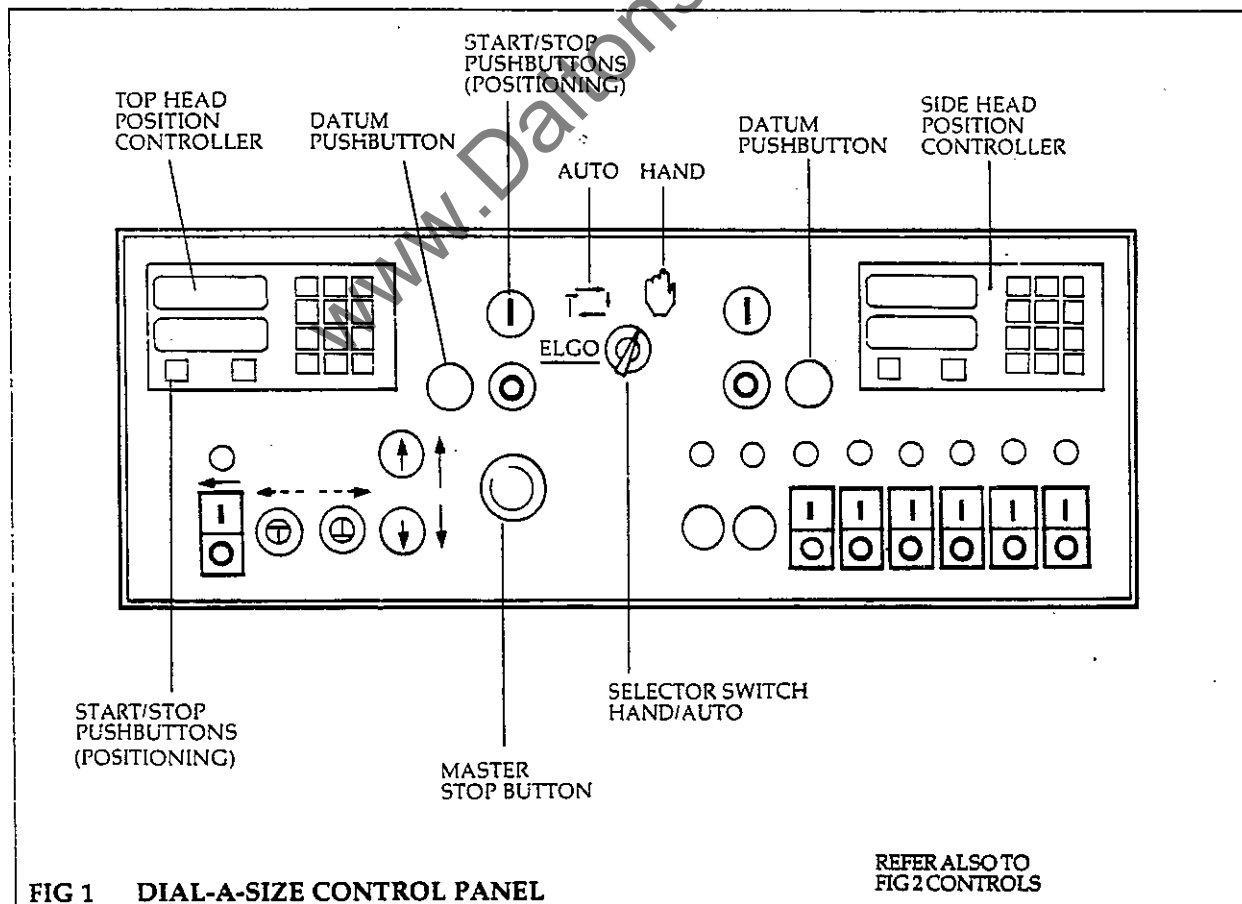 START/STOP
PUSHBUTTONS
(POSITIONING)
TOP HEAD
POSITION
CONTROLLER
DATUM
PUSHBUTTON
AUTO HAND
DATUM
PUSHBUTTON
SIDE HEAD
POSITION
CONTROLLER
www.Daltons
ELGO
START/STOP
PUSHBUTTONS
(POSITIONING)
MASTER
STOP BUTTON
SELECTOR SWITCH
HAND/AUTO
REFER ALSO TO
FIG 2 CONTROLS
FIG 1 DIAL-A-SIZE CONTROL PANEL